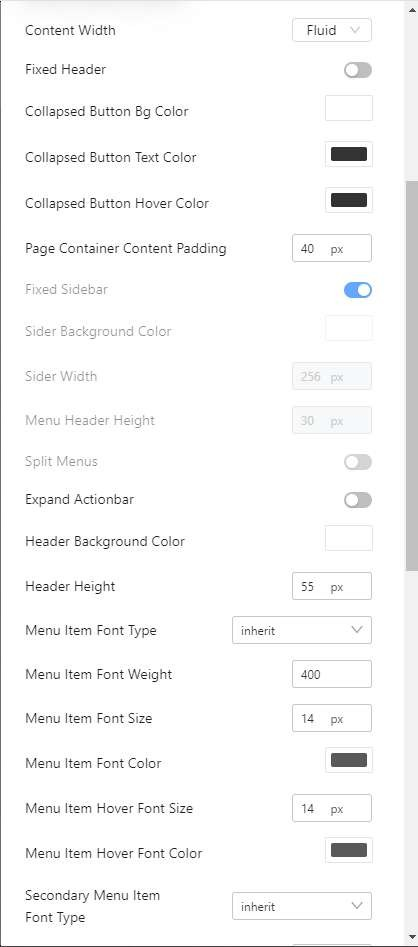 Content Width Fluid
Fixed Header
Collapsed Button Bg Color
Collapsed Button Text Color
Collapsed Button Hover Color
Page Container Content Padding 40 px
Fixed Sidebar
Sider Background Color
Sider Width 256 px
Menu Header Height 30 px
Split Menus
Expand Actionbar
Header Background Color
Header Height 55 px
Menu Item Font Type inherit
Menu Item Font Weight 400
Menu Item Font Size 14 px
Menu Item Font Color
Menu Item Hover Font Size 14 px
Menu Item Hover Font Color
Secondary Menu Item
Font Type inherit